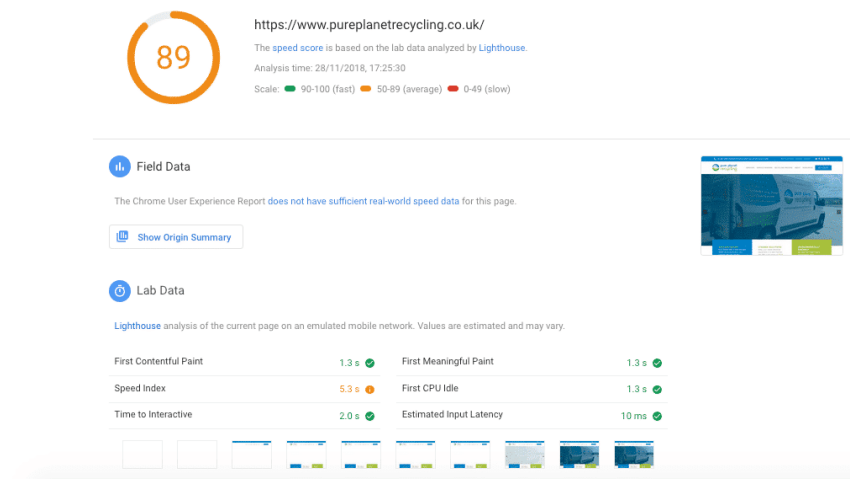 89
https://www.pureplanetrecycling.co.uk/
The speed score is based on the lab data analyzed by Lighthouse.
Analysis time: 28/11/2018, 17:25:30
Scale: 90-100 (fast) 50-89 (average) 0-49 (slow)
Field Data
The Chrome User Experience Report does not have sufficient real-world speed data for this page.
Show Origin Summary
Lab Data
Lighthouse analysis of the current page on an emulated mobile network. Values are estimated and may vary.
First Contentful Paint 1.3 s First Meaningful Paint 1.3 s
Speed Index 5.3 s First CPU Idle 1.3 s
Time to Interactive 2.0 s Estimated Input Latency 10 ms